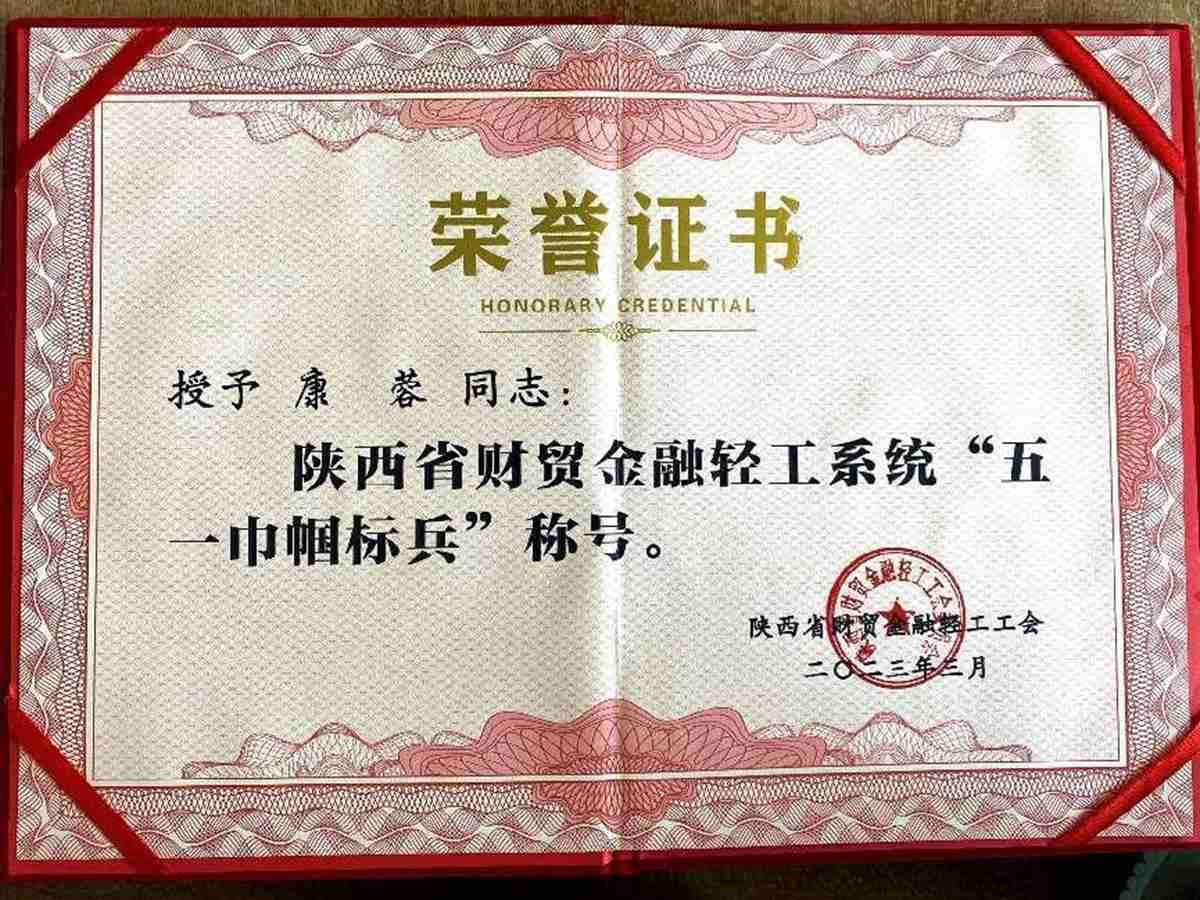 荣誉证书
HONORARY CREDENTIAL
授予 康 蓉 同志：
陕西省财贸金融轻工系统“五
一巾帼标兵”称号。
陕西省财贸金融轻工工会
二〇二三年三月